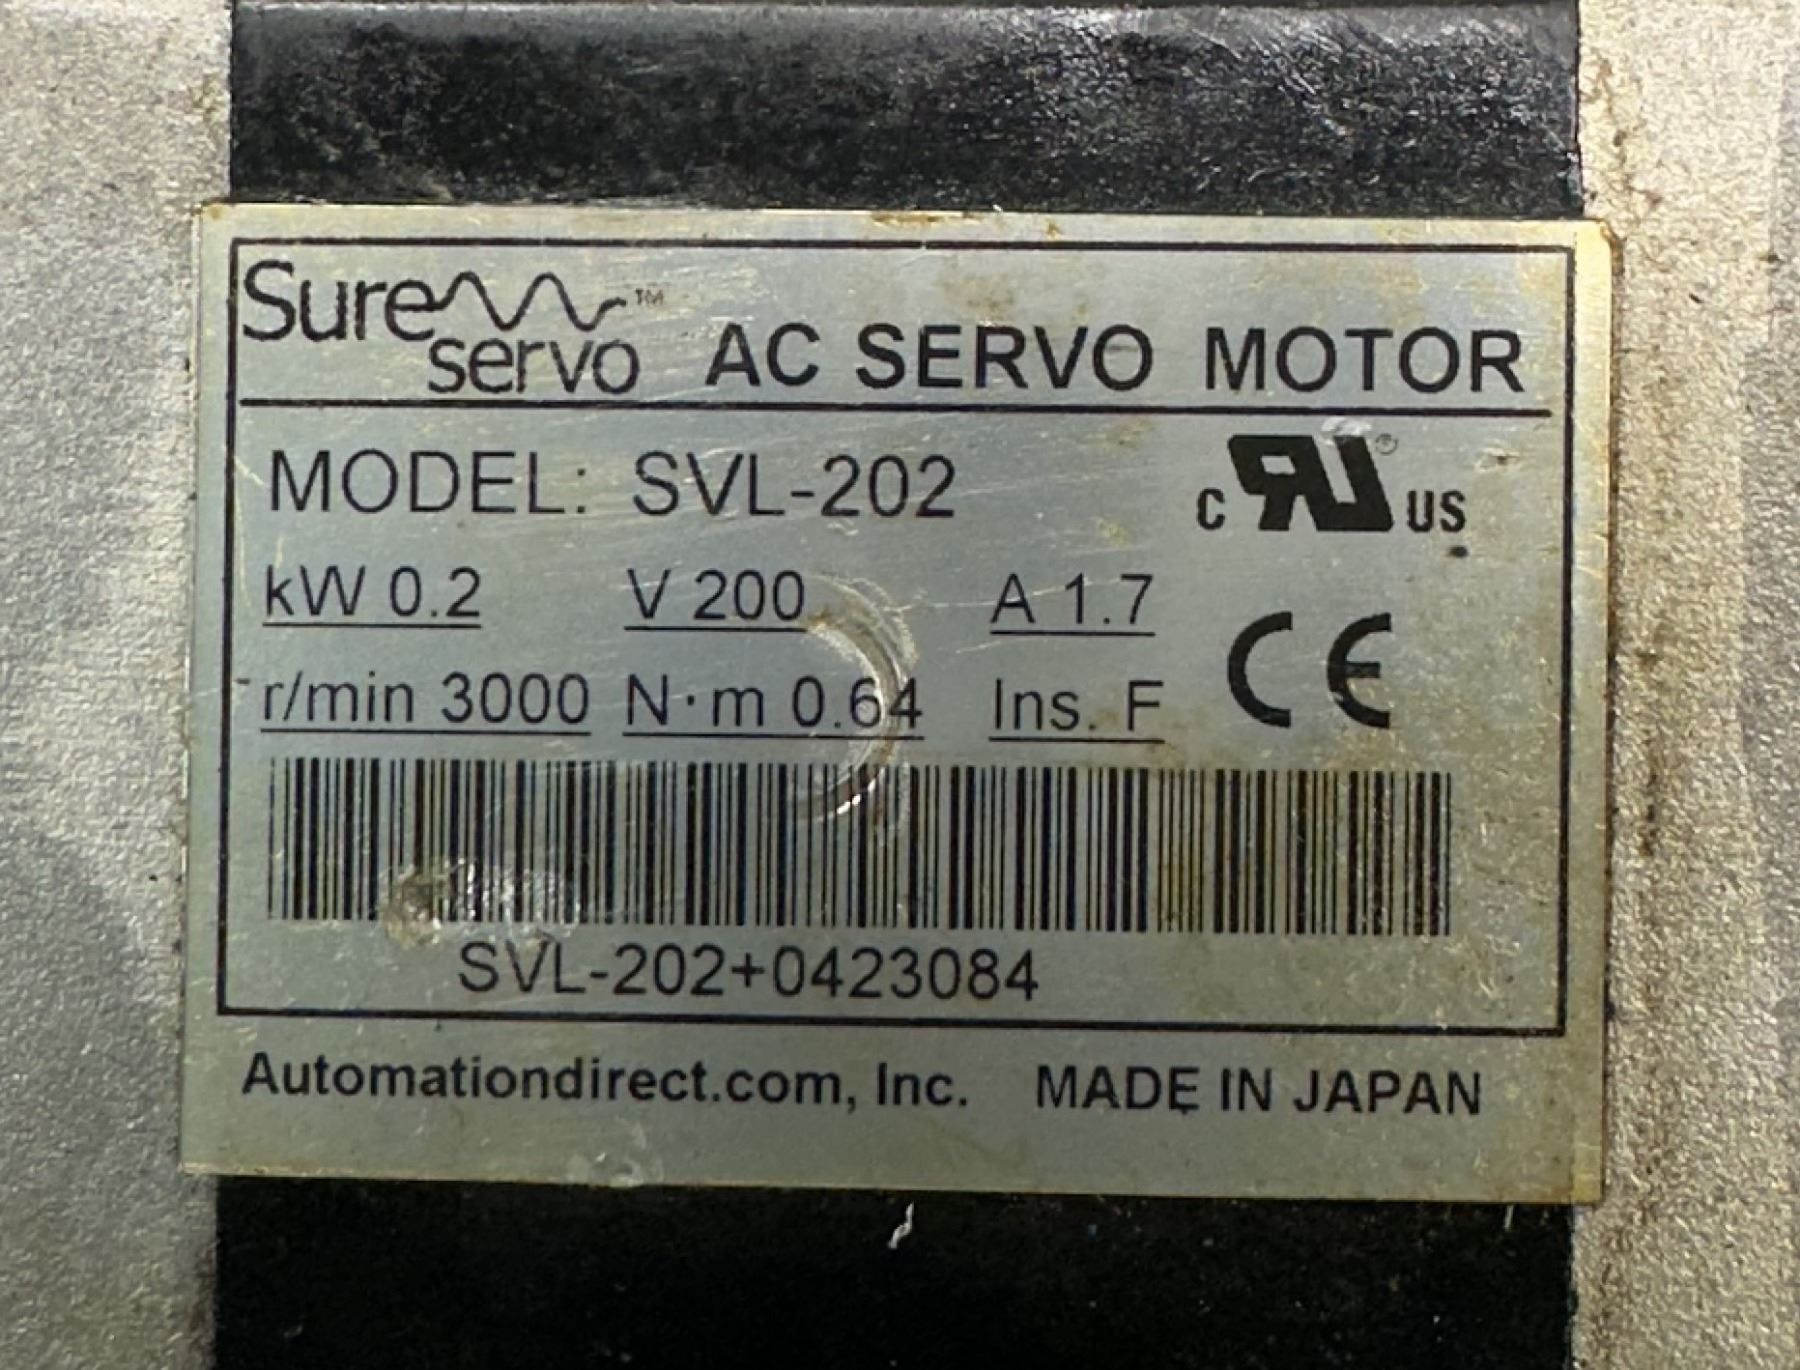 Sure servo™ AC SERVO MOTOR
MODEL: SVL-202 c RU® US
kW 0.2 V 200 A 1.7
r/min 3000 N·m 0.64 Ins. F CE
SVL-202+0423084
Automationdirect.com, Inc. MADE IN JAPAN